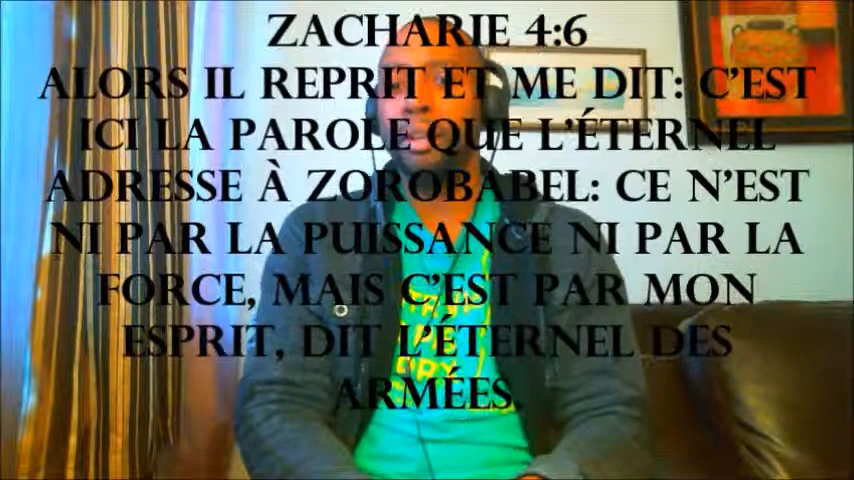 ZACHARIE 4:6
ALORS IL REPRIT ET ME DIT: C'EST
ICI LA PAROLE QUE L'ÉTERNEL
ADRESSE À ZOROBABEL: CE N'EST
NI PAR LA PUISSANCE NI PAR LA
FORCE, MAIS C'EST PAR MON
ESPRIT, DIT L'ÉTERNEL DES
ARMÉES.